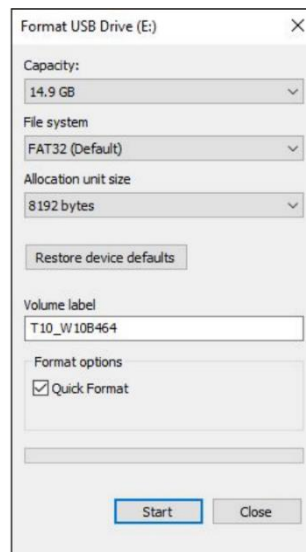 Format USB Drive (E:)
Capacity:
14.9 GB
File system
FAT32 (Default)
Allocation unit size
8192 bytes
Restore device defaults
Volume label
T10_W10B464
Format options
Quick Format
Start Close